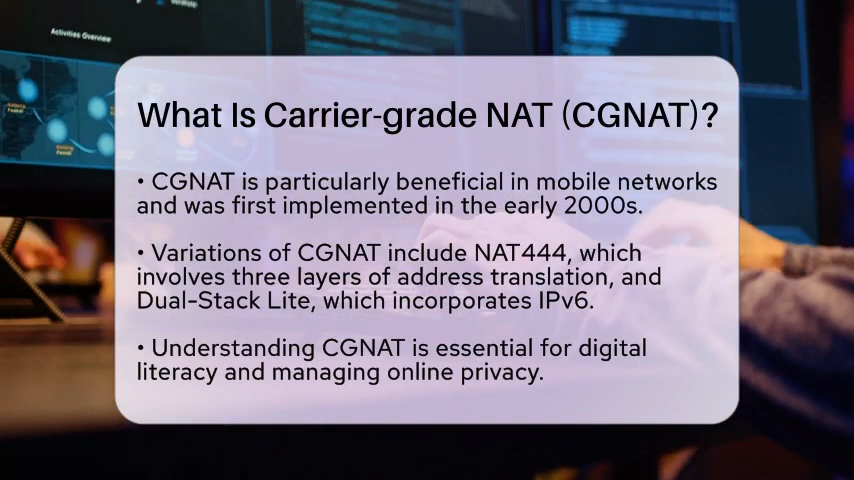 Activities Overview
What Is Carrier-grade NAT (CGNAT)?
• CGNAT is particularly beneficial in mobile networks
and was first implemented in the early 2000s.
• Variations of CGNAT include NAT444, which
involves three layers of address translation, and
Dual-Stack Lite, which incorporates IPv6.
• Understanding CGNAT is essential for digital
literacy and managing online privacy.